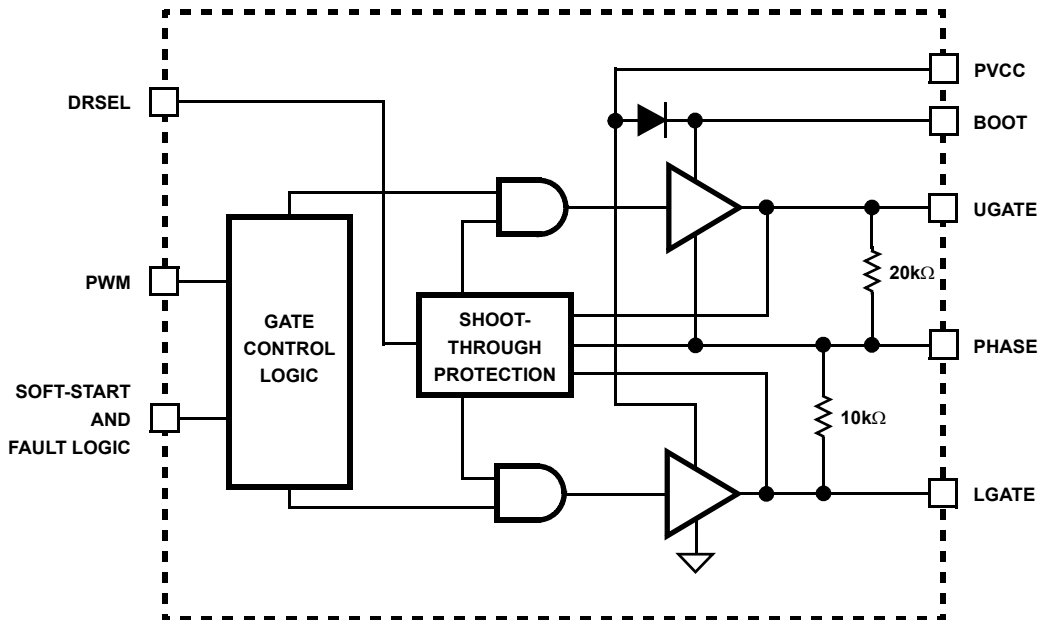 DRSEL
PWM
SOFT-START
AND
FAULT LOGIC
GATE
CONTROL
LOGIC
SHOOT-
THROUGH
PROTECTION
PVCC
BOOT
UGATE
20kΩ
PHASE
10kΩ
LGATE